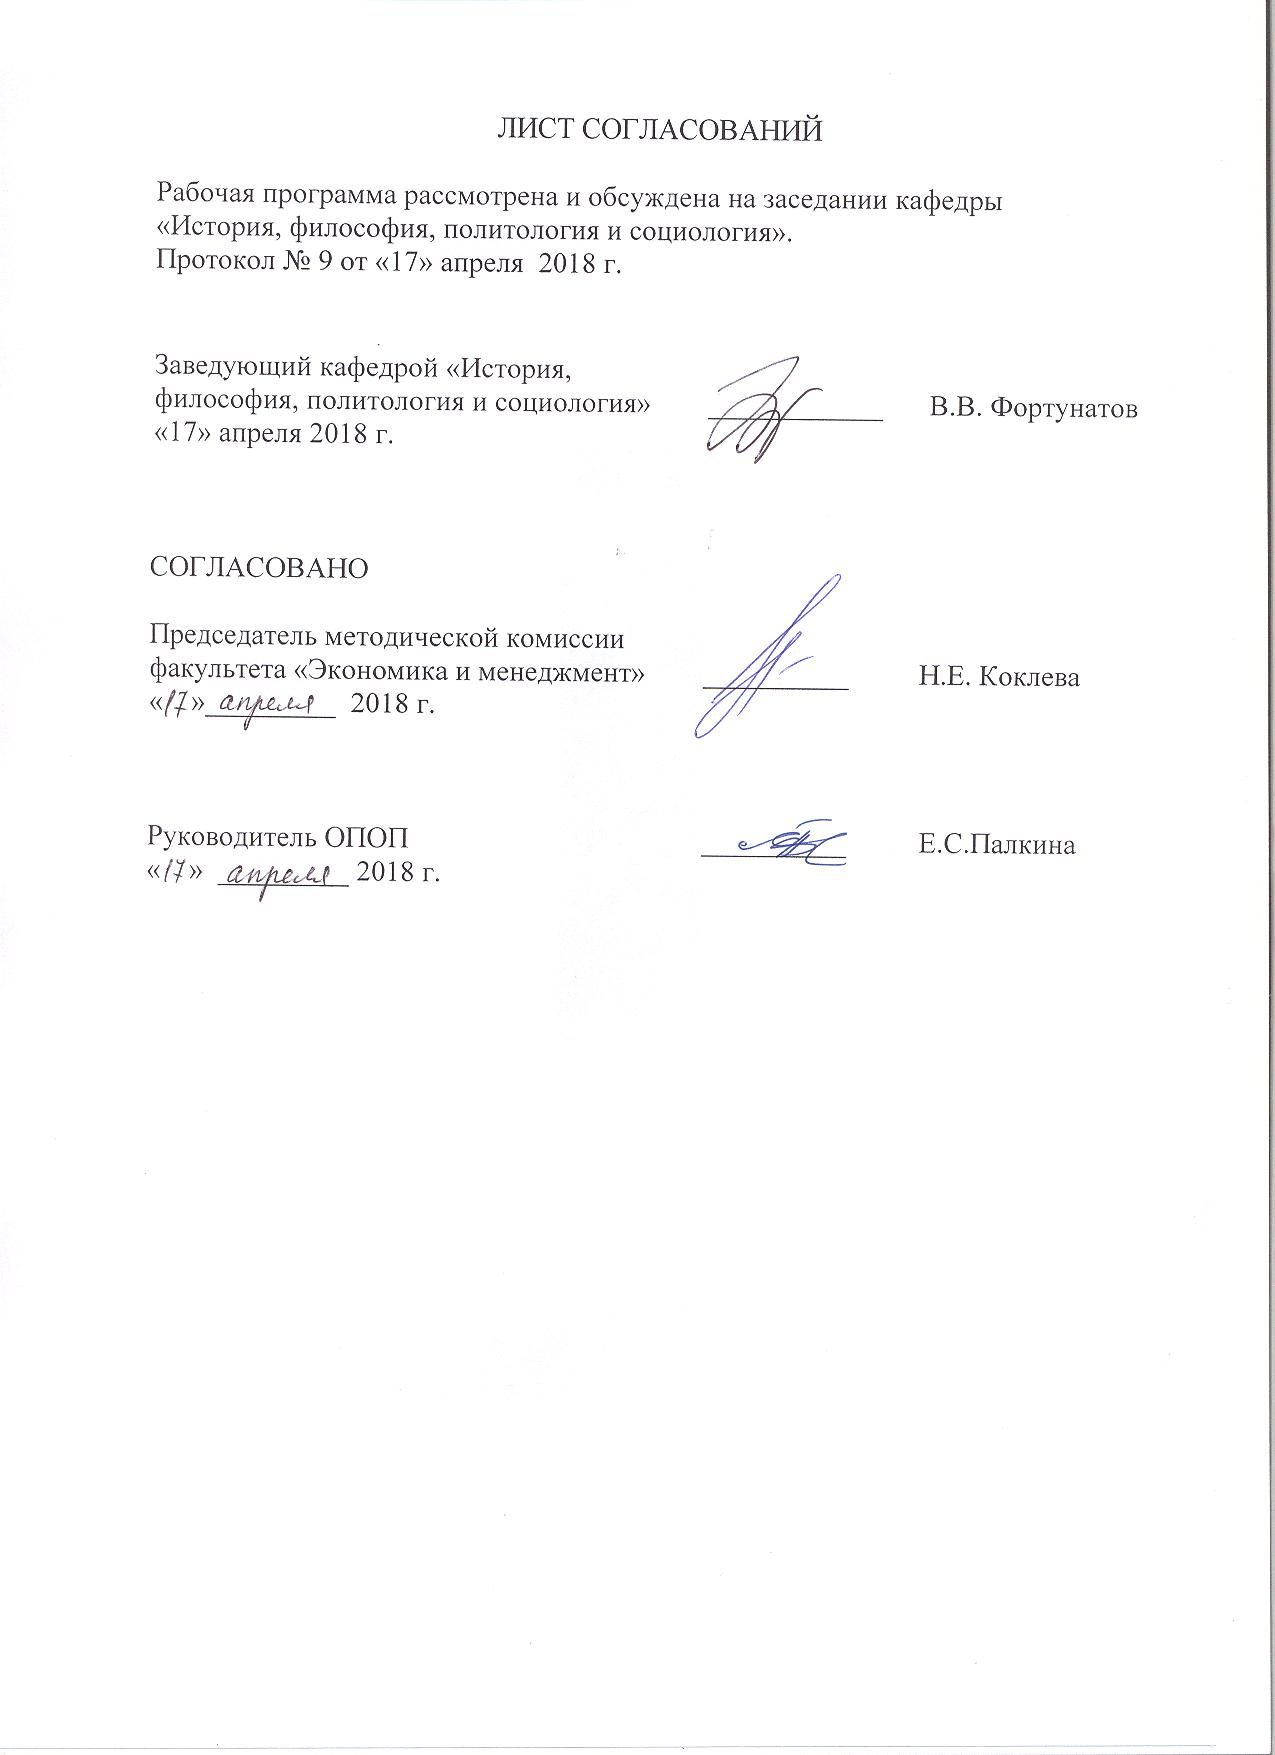 ЛИСТ СОГЛАСОВАНИЙ
Рабочая программа рассмотрена и обсуждена на заседании кафедры
«История, философия, политология и социология».
Протокол № 9 от «17» апреля 2018 г.
Заведующий кафедрой «История,
философия, политология и социология» В.В. Фортунатов
«17» апреля 2018 г.
СОГЛАСОВАНО
Председатель методической комиссии
факультета «Экономика и менеджмент» Н.Е. Коклева
«17» апреля 2018 г.
Руководитель ОПОП Е.С.Палкина
«17» апреля 2018 г.